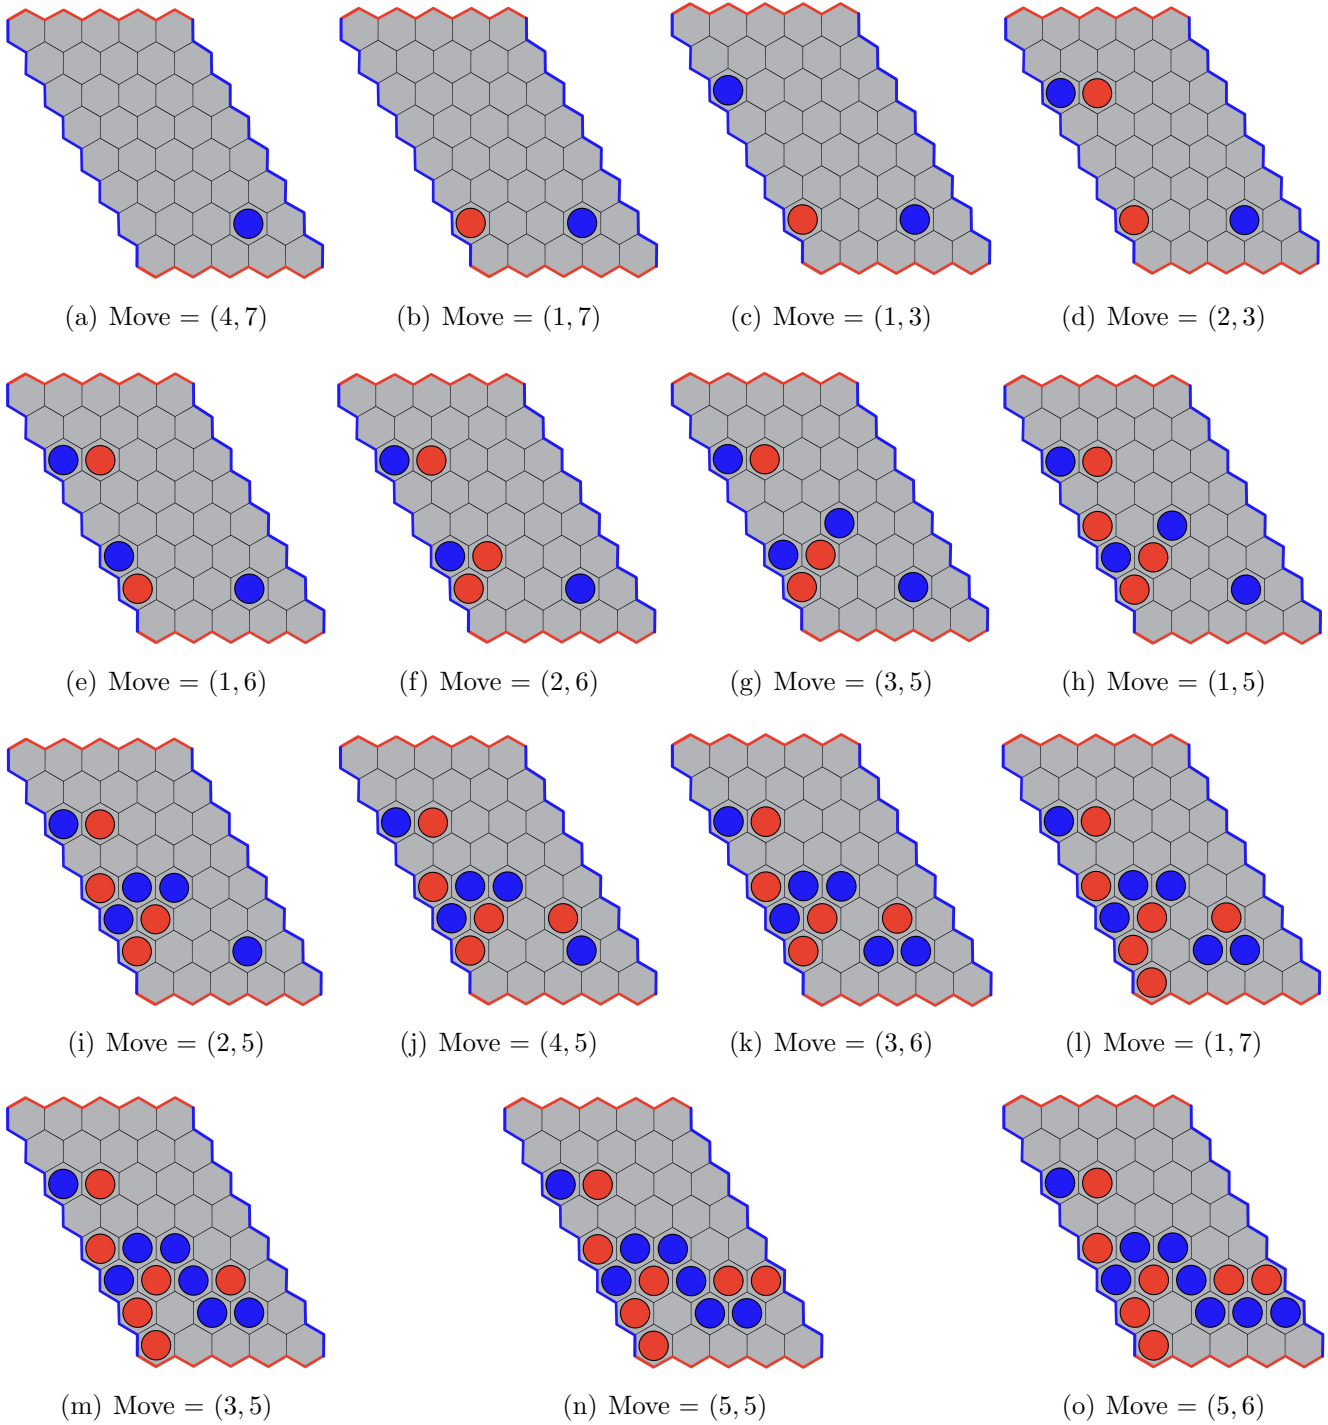 (a) Move = (4, 7)
(b) Move = (1, 7)
(c) Move = (1, 3)
(d) Move = (2, 3)
(e) Move = (1, 6)
(f) Move = (2, 6)
(g) Move = (3, 5)
(h) Move = (1, 5)
(i) Move = (2, 5)
(j) Move = (4, 5)
(k) Move = (3, 6)
(l) Move = (1, 7)
(m) Move = (3, 5)
(n) Move = (5, 5)
(o) Move = (5, 6)